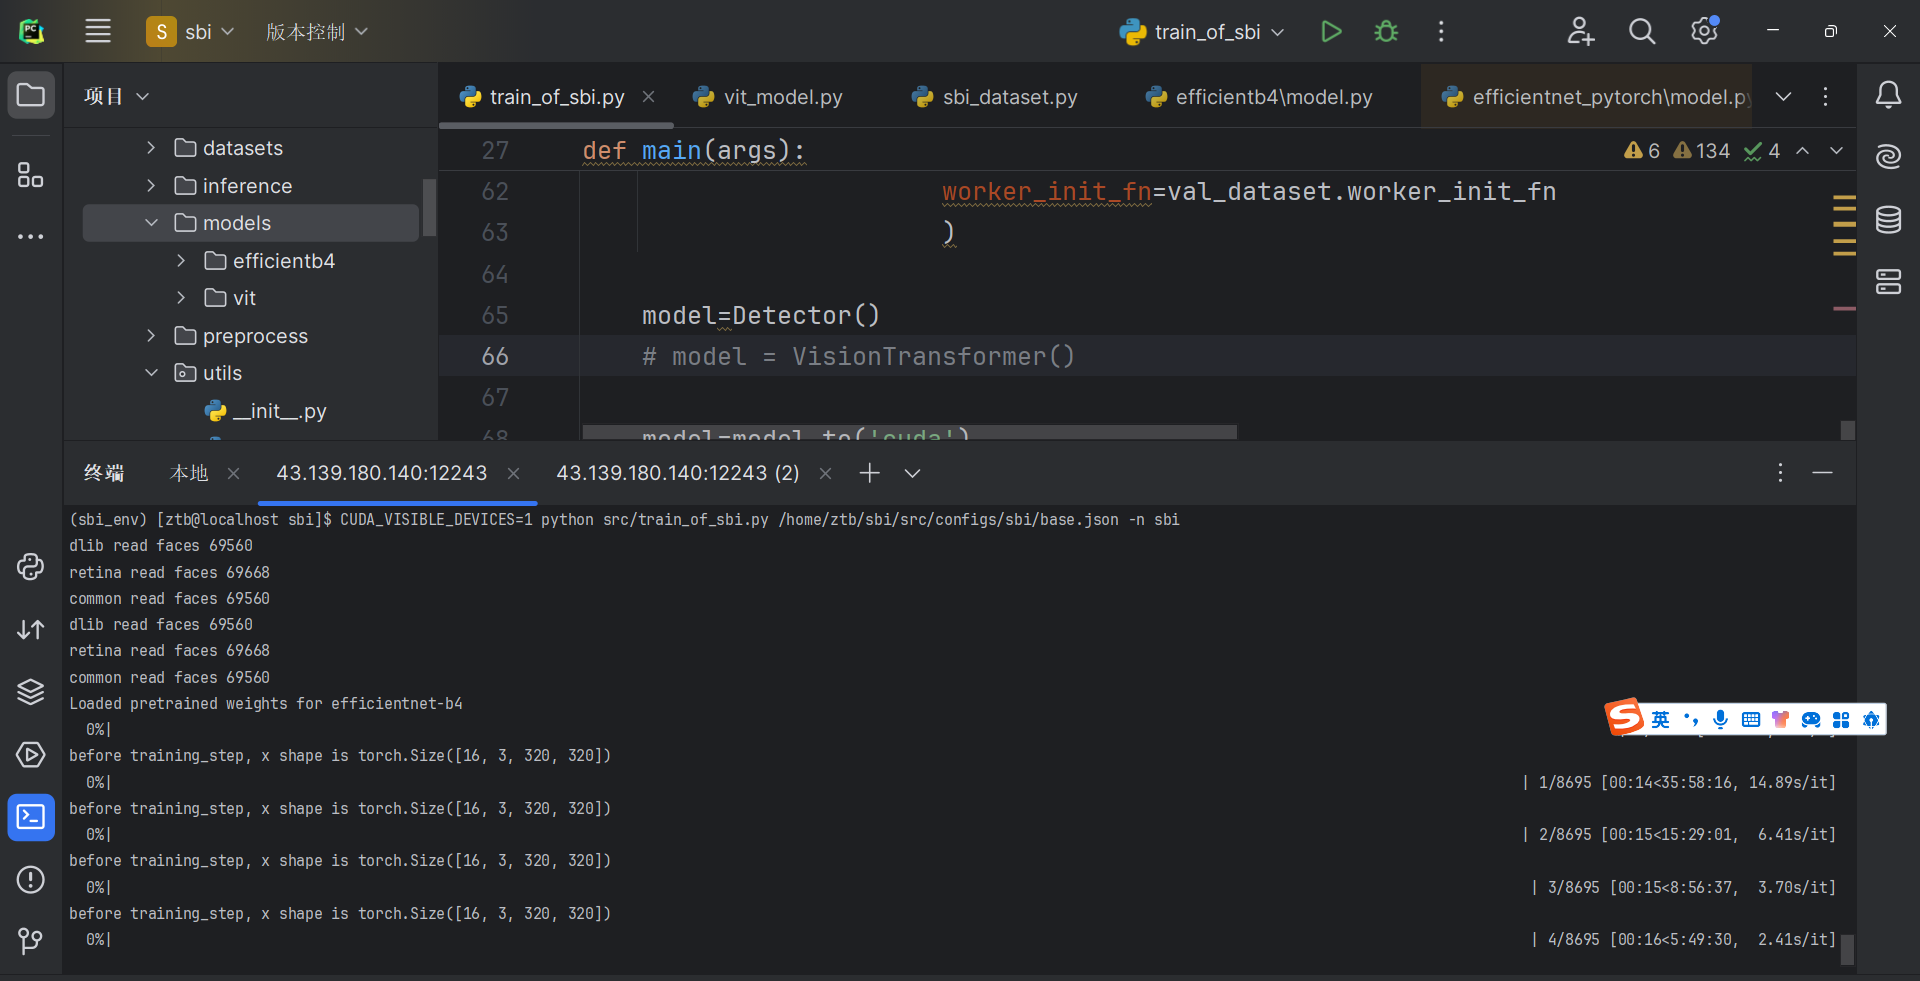 PC
S sbi 版本控制 train_of_sbi
项目
train_of_sbi.py vit_model.py sbi_dataset.py efficientb4\model.py efficientnet_pytorch\model.py
datasets
inference
models
efficientb4
vit
preprocess
utils
__init__.py
27 def main(args): 6 134 4
62 worker_init_fn=val_dataset.worker_init_fn
63 )
64
65 model=Detector()
66 # model = VisionTransformer()
67
68 model=model.to('cuda')
终端 本地 43.139.180.140:12243 43.139.180.140:12243 (2)
(sbi_env) [ztb@localhost sbi]$ CUDA_VISIBLE_DEVICES=1 python src/train_of_sbi.py /home/ztb/sbi/src/configs/sbi/base.json -n sbi
dlib read faces 69560
retina read faces 69668
common read faces 69560
dlib read faces 69560
retina read faces 69668
common read faces 69560
Loaded pretrained weights for efficientnet-b4
0%|
S 英
before training_step, x shape is torch.Size([16, 3, 320, 320])
0%| | 1/8695 [00:14<35:58:16, 14.89s/it]
before training_step, x shape is torch.Size([16, 3, 320, 320])
0%| | 2/8695 [00:15<15:29:01, 6.41s/it]
before training_step, x shape is torch.Size([16, 3, 320, 320])
0%| | 3/8695 [00:15<8:56:37, 3.70s/it]
before training_step, x shape is torch.Size([16, 3, 320, 320])
0%| | 4/8695 [00:16<5:49:30, 2.41s/it]